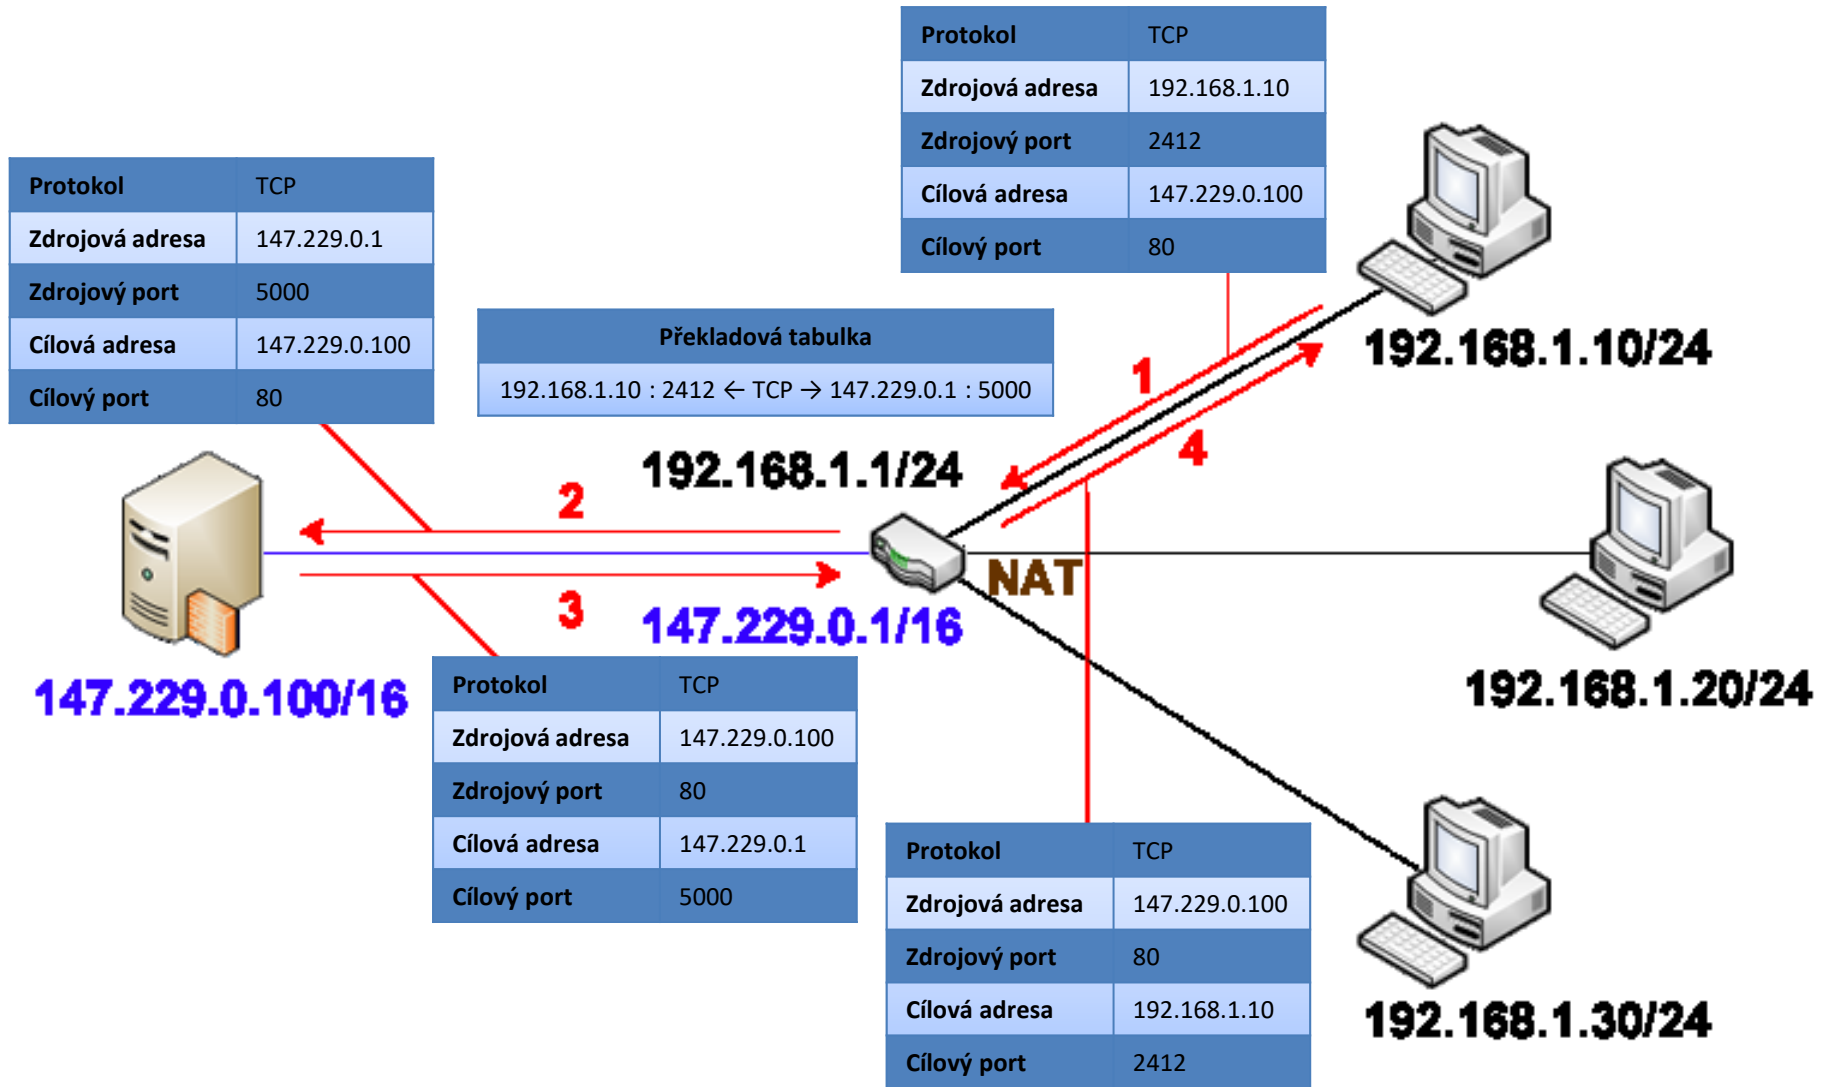 Protokol TCP
Zdrojová adresa 192.168.1.10
Zdrojový port 2412
Cílová adresa 147.229.0.100
Cílový port 80
Protokol TCP
Zdrojová adresa 147.229.0.1
Zdrojový port 5000
Cílová adresa 147.229.0.100
Cílový port 80
Překladová tabulka
192.168.1.10 : 2412 ← TCP → 147.229.0.1 : 5000
192.168.1.10/24
1
4
192.168.1.1/24
2
NAT
3
147.229.0.1/16
147.229.0.100/16
192.168.1.20/24
Protokol TCP
Zdrojová adresa 147.229.0.100
Zdrojový port 80
Cílová adresa 147.229.0.1
Cílový port 5000
Protokol TCP
Zdrojová adresa 147.229.0.100
Zdrojový port 80
Cílová adresa 192.168.1.10
Cílový port 2412
192.168.1.30/24